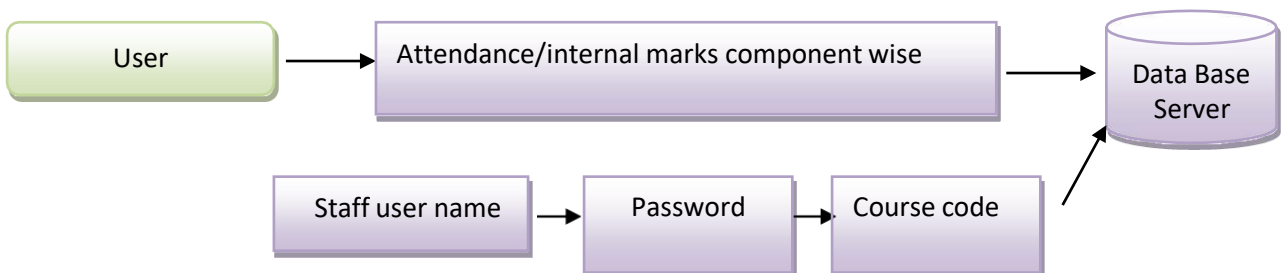 User
Attendance/internal marks component wise
Data Base
Server
Staff user name
Password
Course code